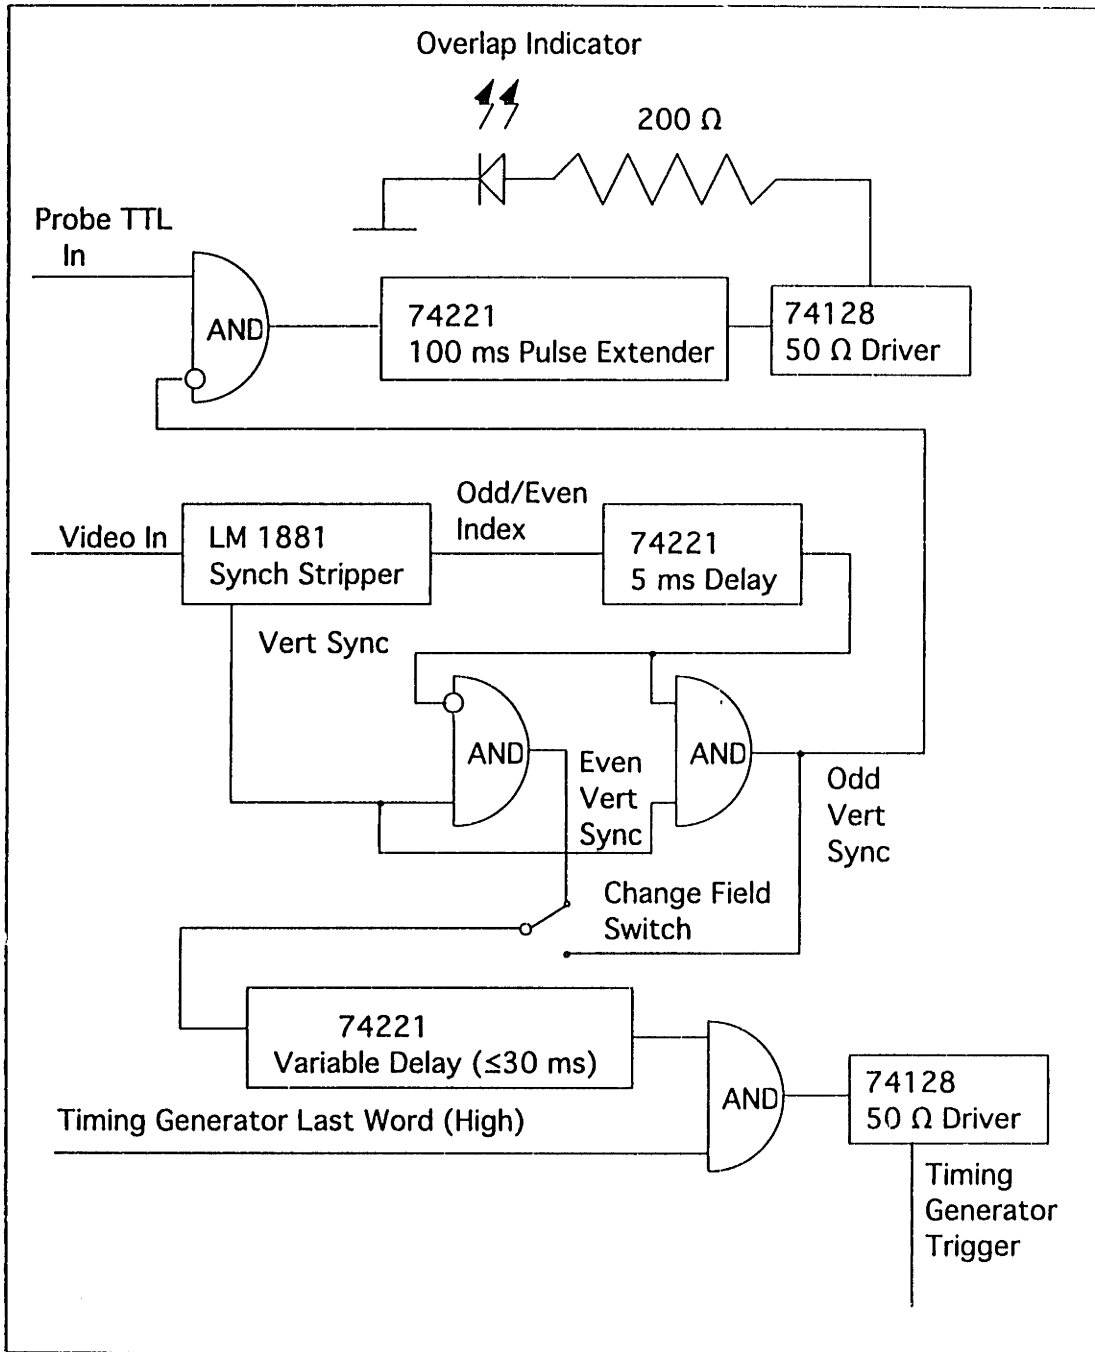 Overlap Indicator
200 Ω
Probe TTL
In
AND
74221
100 ms Pulse Extender
74128
50 Ω Driver
Video In
LM 1881
Synch Stripper
Odd/Even
Index
74221
5 ms Delay
Vert Sync
AND
Even
Vert
Sync
AND
Odd
Vert
Sync
Change Field
Switch
74221
Variable Delay (≤30 ms)
Timing Generator Last Word (High)
AND
74128
50 Ω Driver
Timing
Generator
Trigger